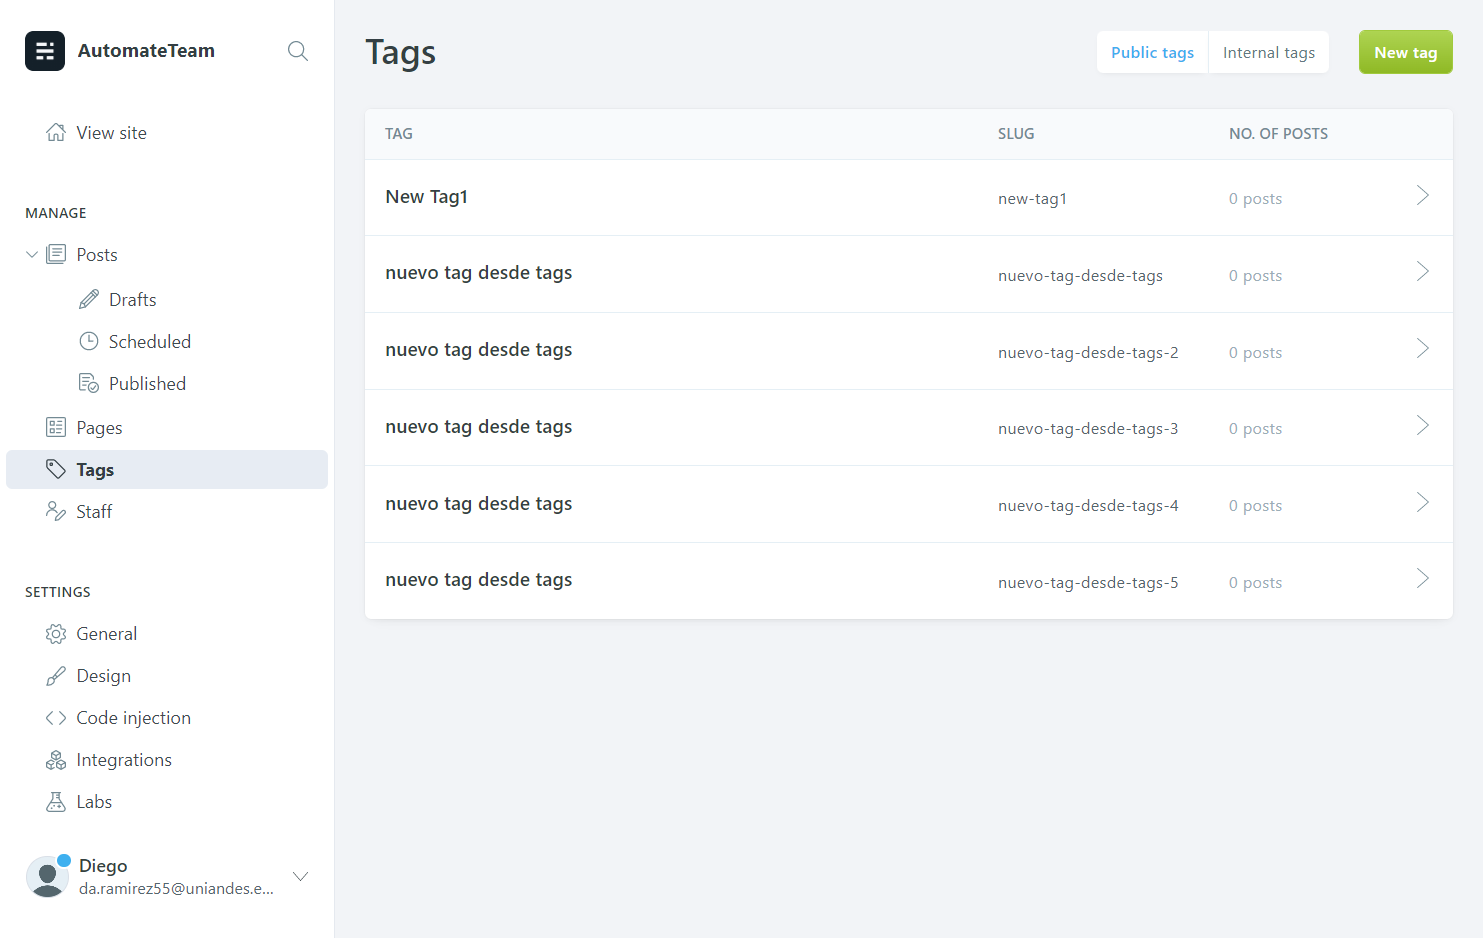 AutomateTeam
View site
MANAGE
Posts
Drafts
Scheduled
Published
Pages
Tags
Staff
SETTINGS
General
Design
Code injection
Integrations
Labs
Diego
da.ramirez55@uniandes.e...
Tags
Public tags Internal tags New tag
TAG SLUG NO. OF POSTS
New Tag1 new-tag1 0 posts
nuevo tag desde tags nuevo-tag-desde-tags 0 posts
nuevo tag desde tags nuevo-tag-desde-tags-2 0 posts
nuevo tag desde tags nuevo-tag-desde-tags-3 0 posts
nuevo tag desde tags nuevo-tag-desde-tags-4 0 posts
nuevo tag desde tags nuevo-tag-desde-tags-5 0 posts